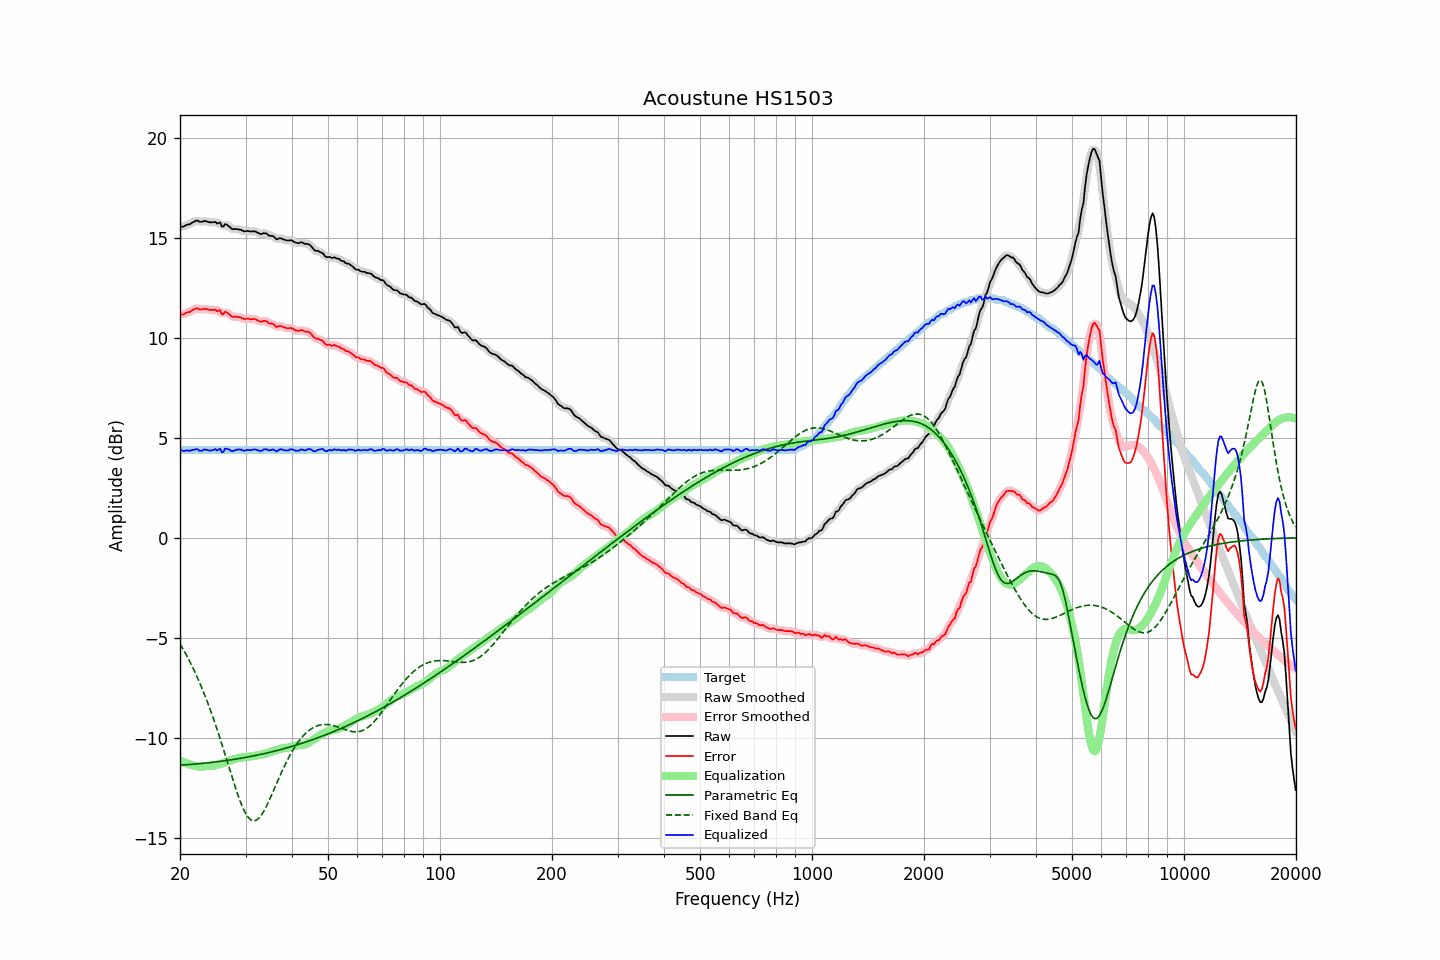 Acoustune HS1503
20
15
10
5
0
−5
−10
−15
Amplitude (dBr)
20
50
100
200
500
1000
2000
5000
10000
20000
Frequency (Hz)
Target
Raw Smoothed
Error Smoothed
Raw
Error
Equalization
Parametric Eq
Fixed Band Eq
Equalized